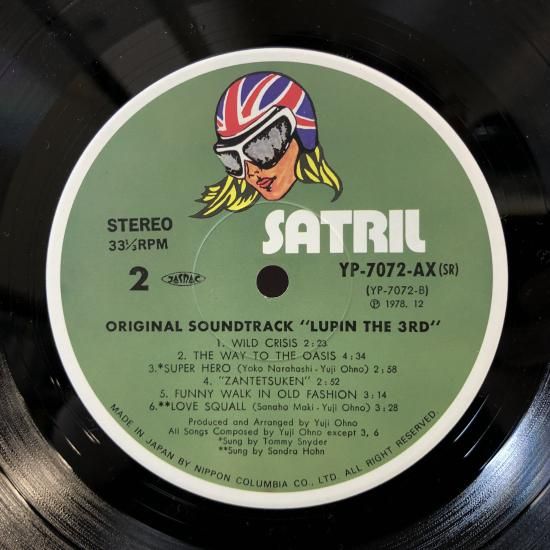 SATRIL
STEREO
33⅓RPM
2
JASRAC
YP-7072-AX(SR)
(YP-7072-B)
Ⓟ 1978. 12
ORIGINAL SOUNDTRACK "LUPIN THE 3RD"
1. WILD CRISIS 2:23
2. THE WAY TO THE OASIS 4:34
3.*SUPER HERO (Yoko Narahashi-Yuji Ohno) 2:58
4. "ZANTETSUKEN" 2:52
5. FUNNY WALK IN OLD FASHION 3:14
6.**LOVE SQUALL (Sanaho Maki-Yuji Ohno) 3:28
Produced and Arranged by Yuji Ohno
All Songs Composed by Yuji Ohno except 3, 6
*Sung by Tommy Snyder
**Sung by Sandra Hohn
MADE IN JAPAN BY NIPPON COLUMBIA CO., LTD. ALL RIGHT RESERVED.